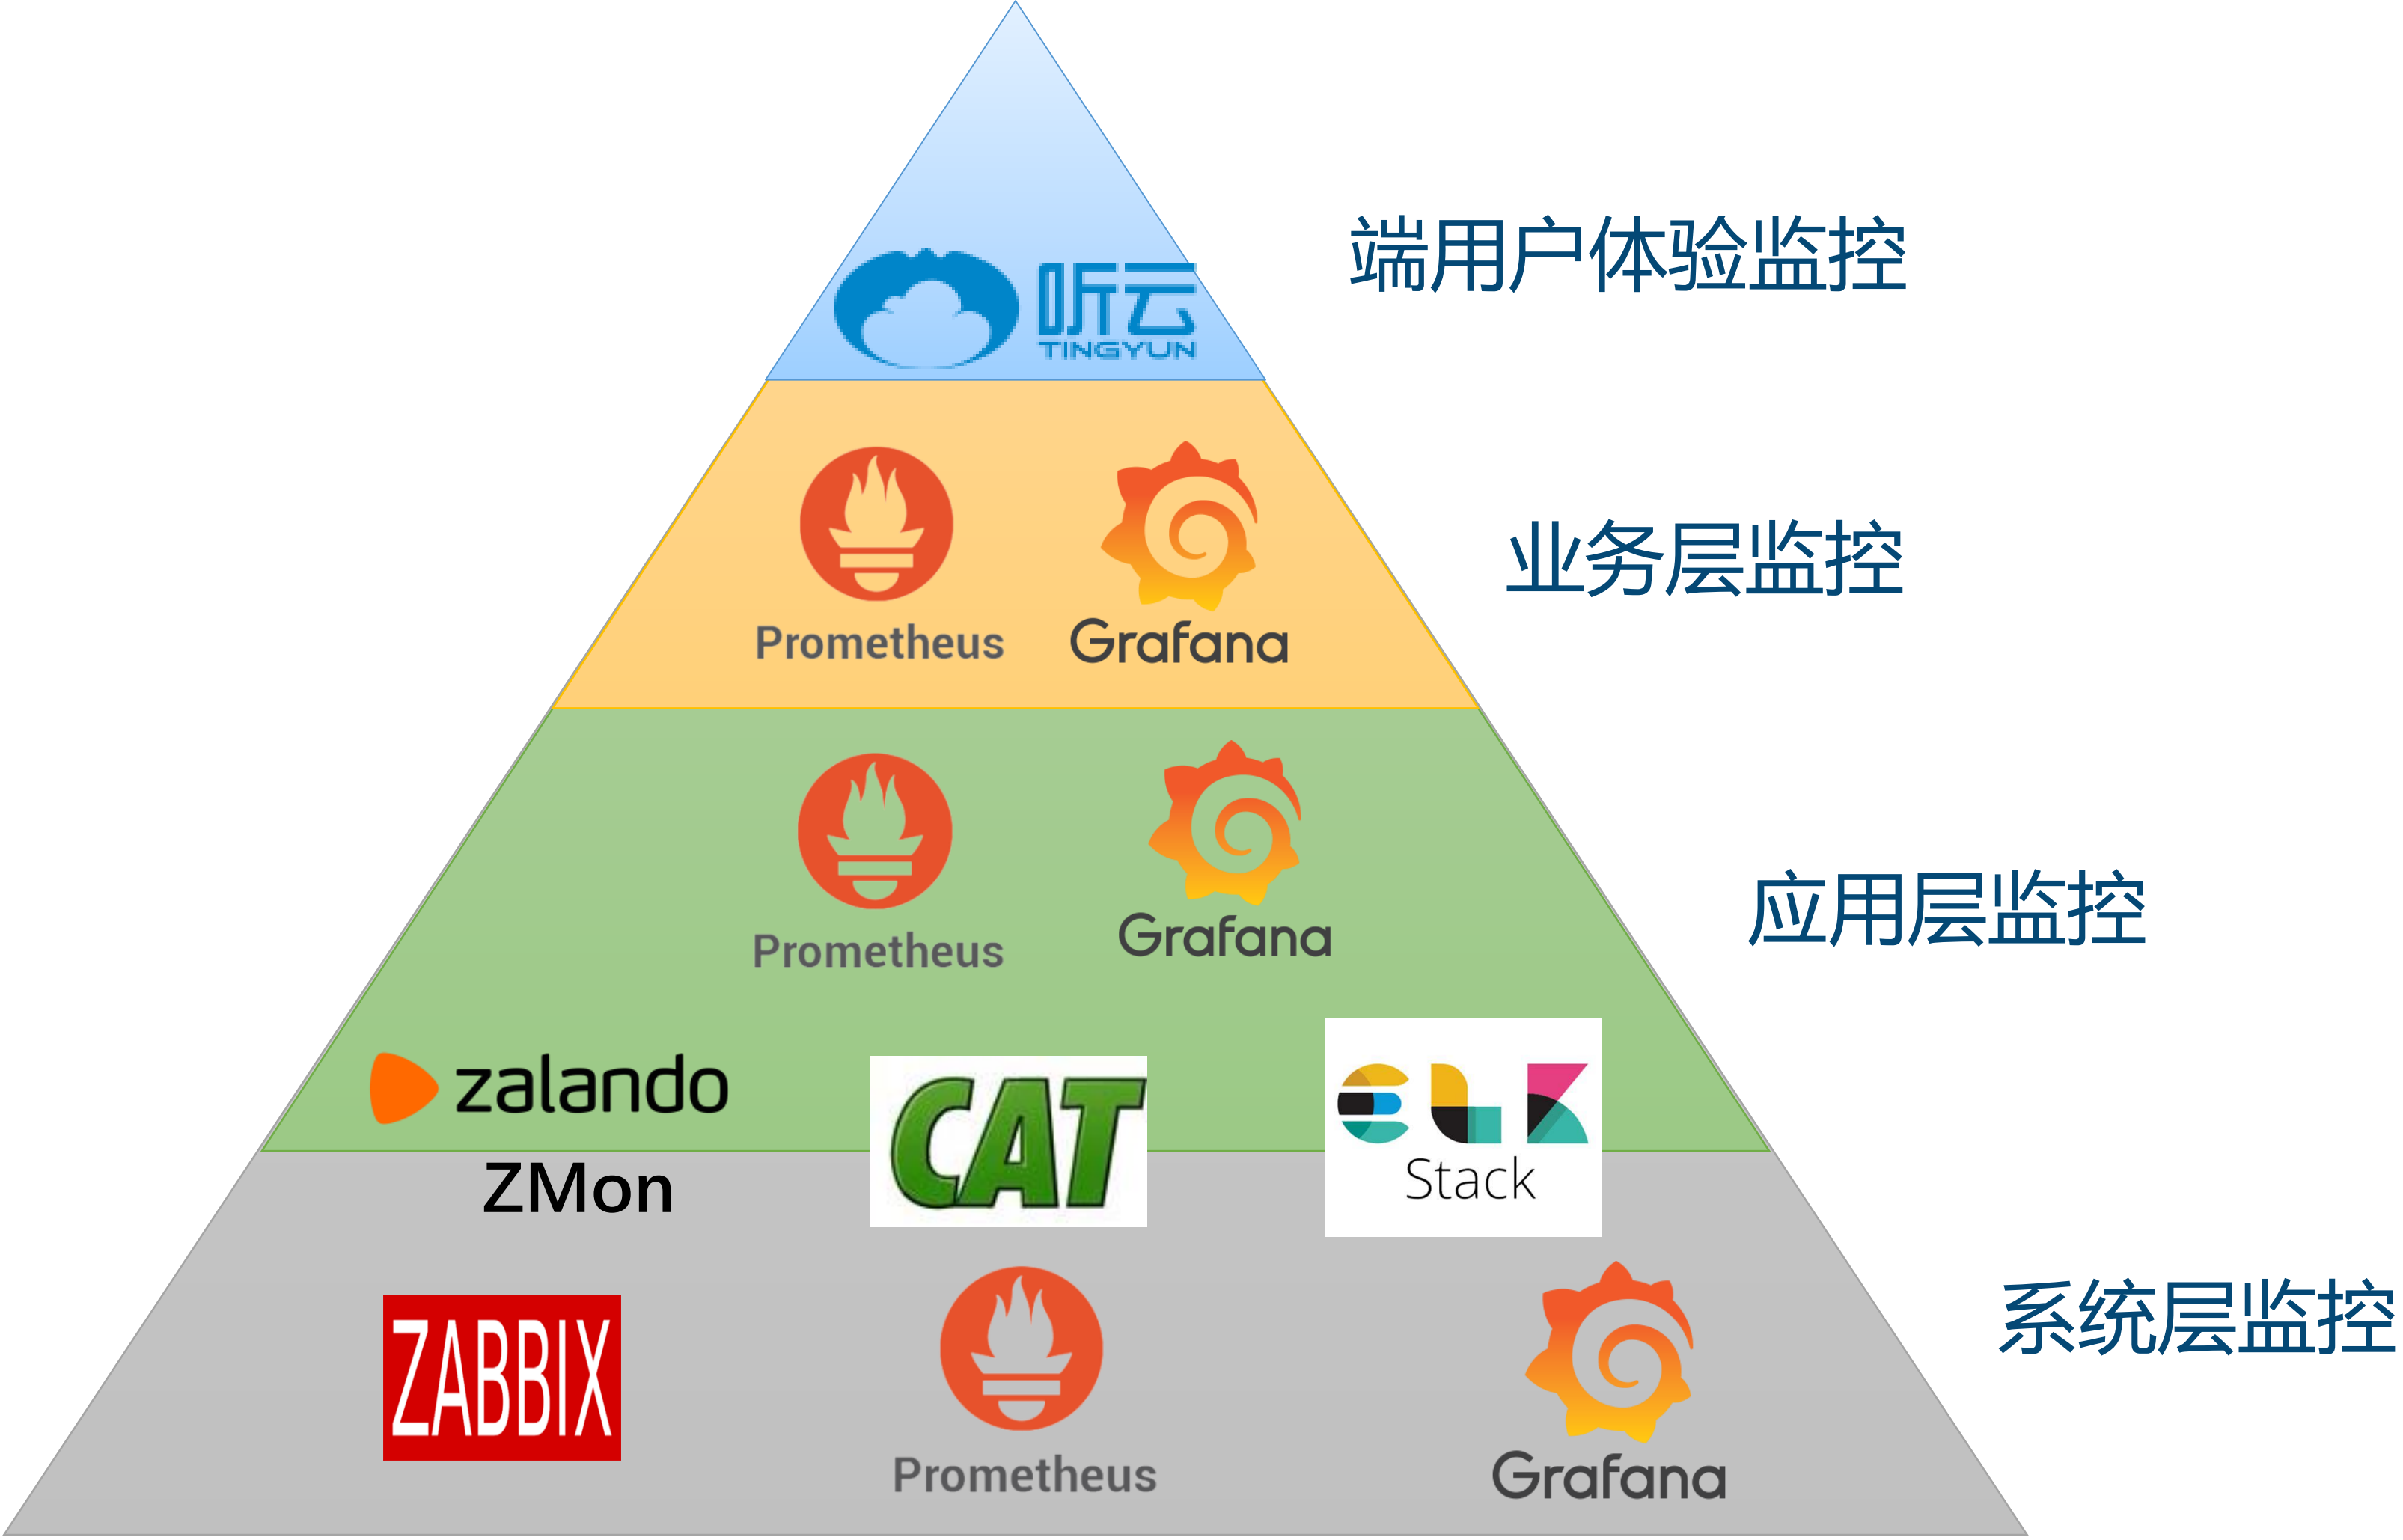 端用户体验监控
听云
TINGYUN
业务层监控
Prometheus
Grafana
应用层监控
Prometheus
Grafana
zalando
ZMon
CAT
ELK
Stack
系统层监控
ZABBIX
Prometheus
Grafana